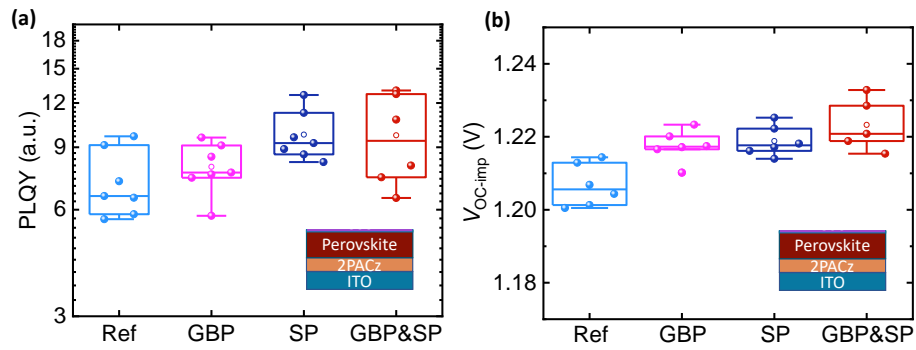 (a)
18
15
12
9
6
3
PLQY (a.u.)
Perovskite
2PACz
ITO
Ref GBP SP GBP&SP
(b)
1.24
1.22
1.20
1.18
V_OC-imp (V)
Perovskite
2PACz
ITO
Ref GBP SP GBP&SP